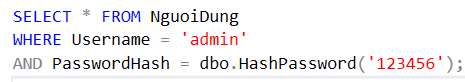 SELECT * FROM NguoiDung
WHERE Username = 'admin'
AND PasswordHash = dbo.HashPassword('123456');